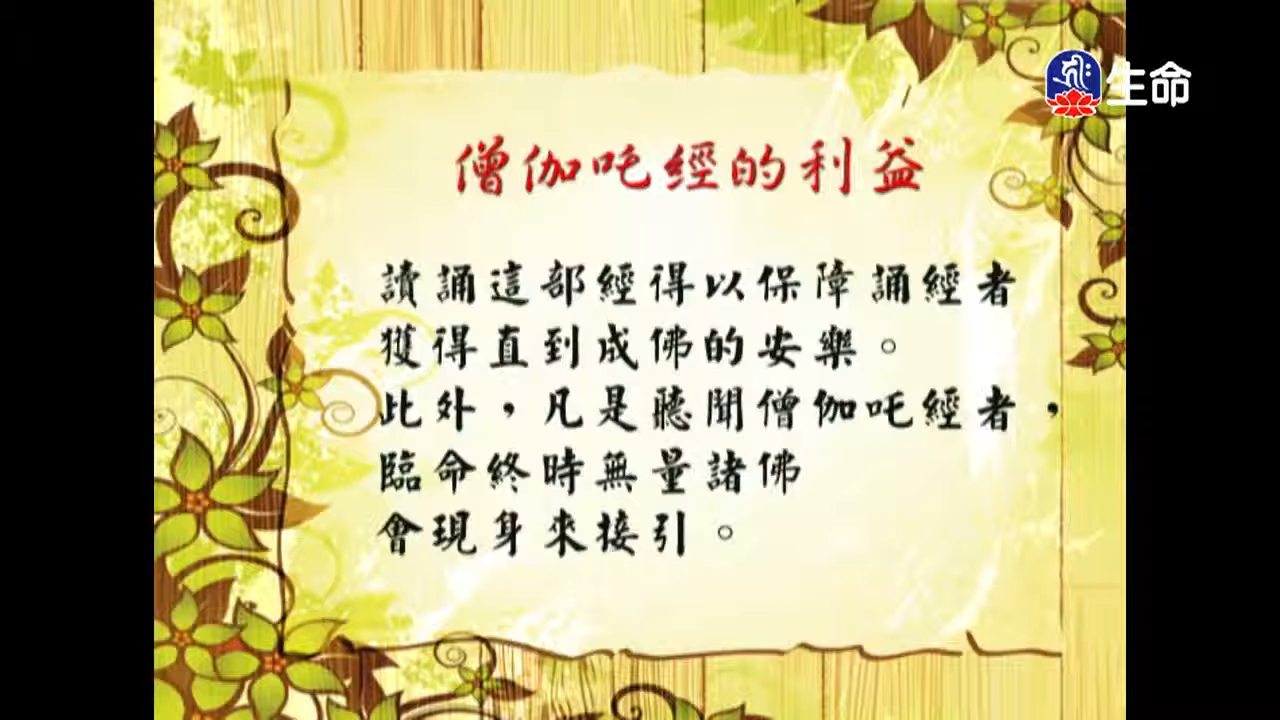 生命
僧伽吒經的利益
讀誦這部經得以保障誦經者
獲得直到成佛的安樂。
此外，凡是聽聞僧伽吒經者，
臨命終時無量諸佛
會現身來接引。